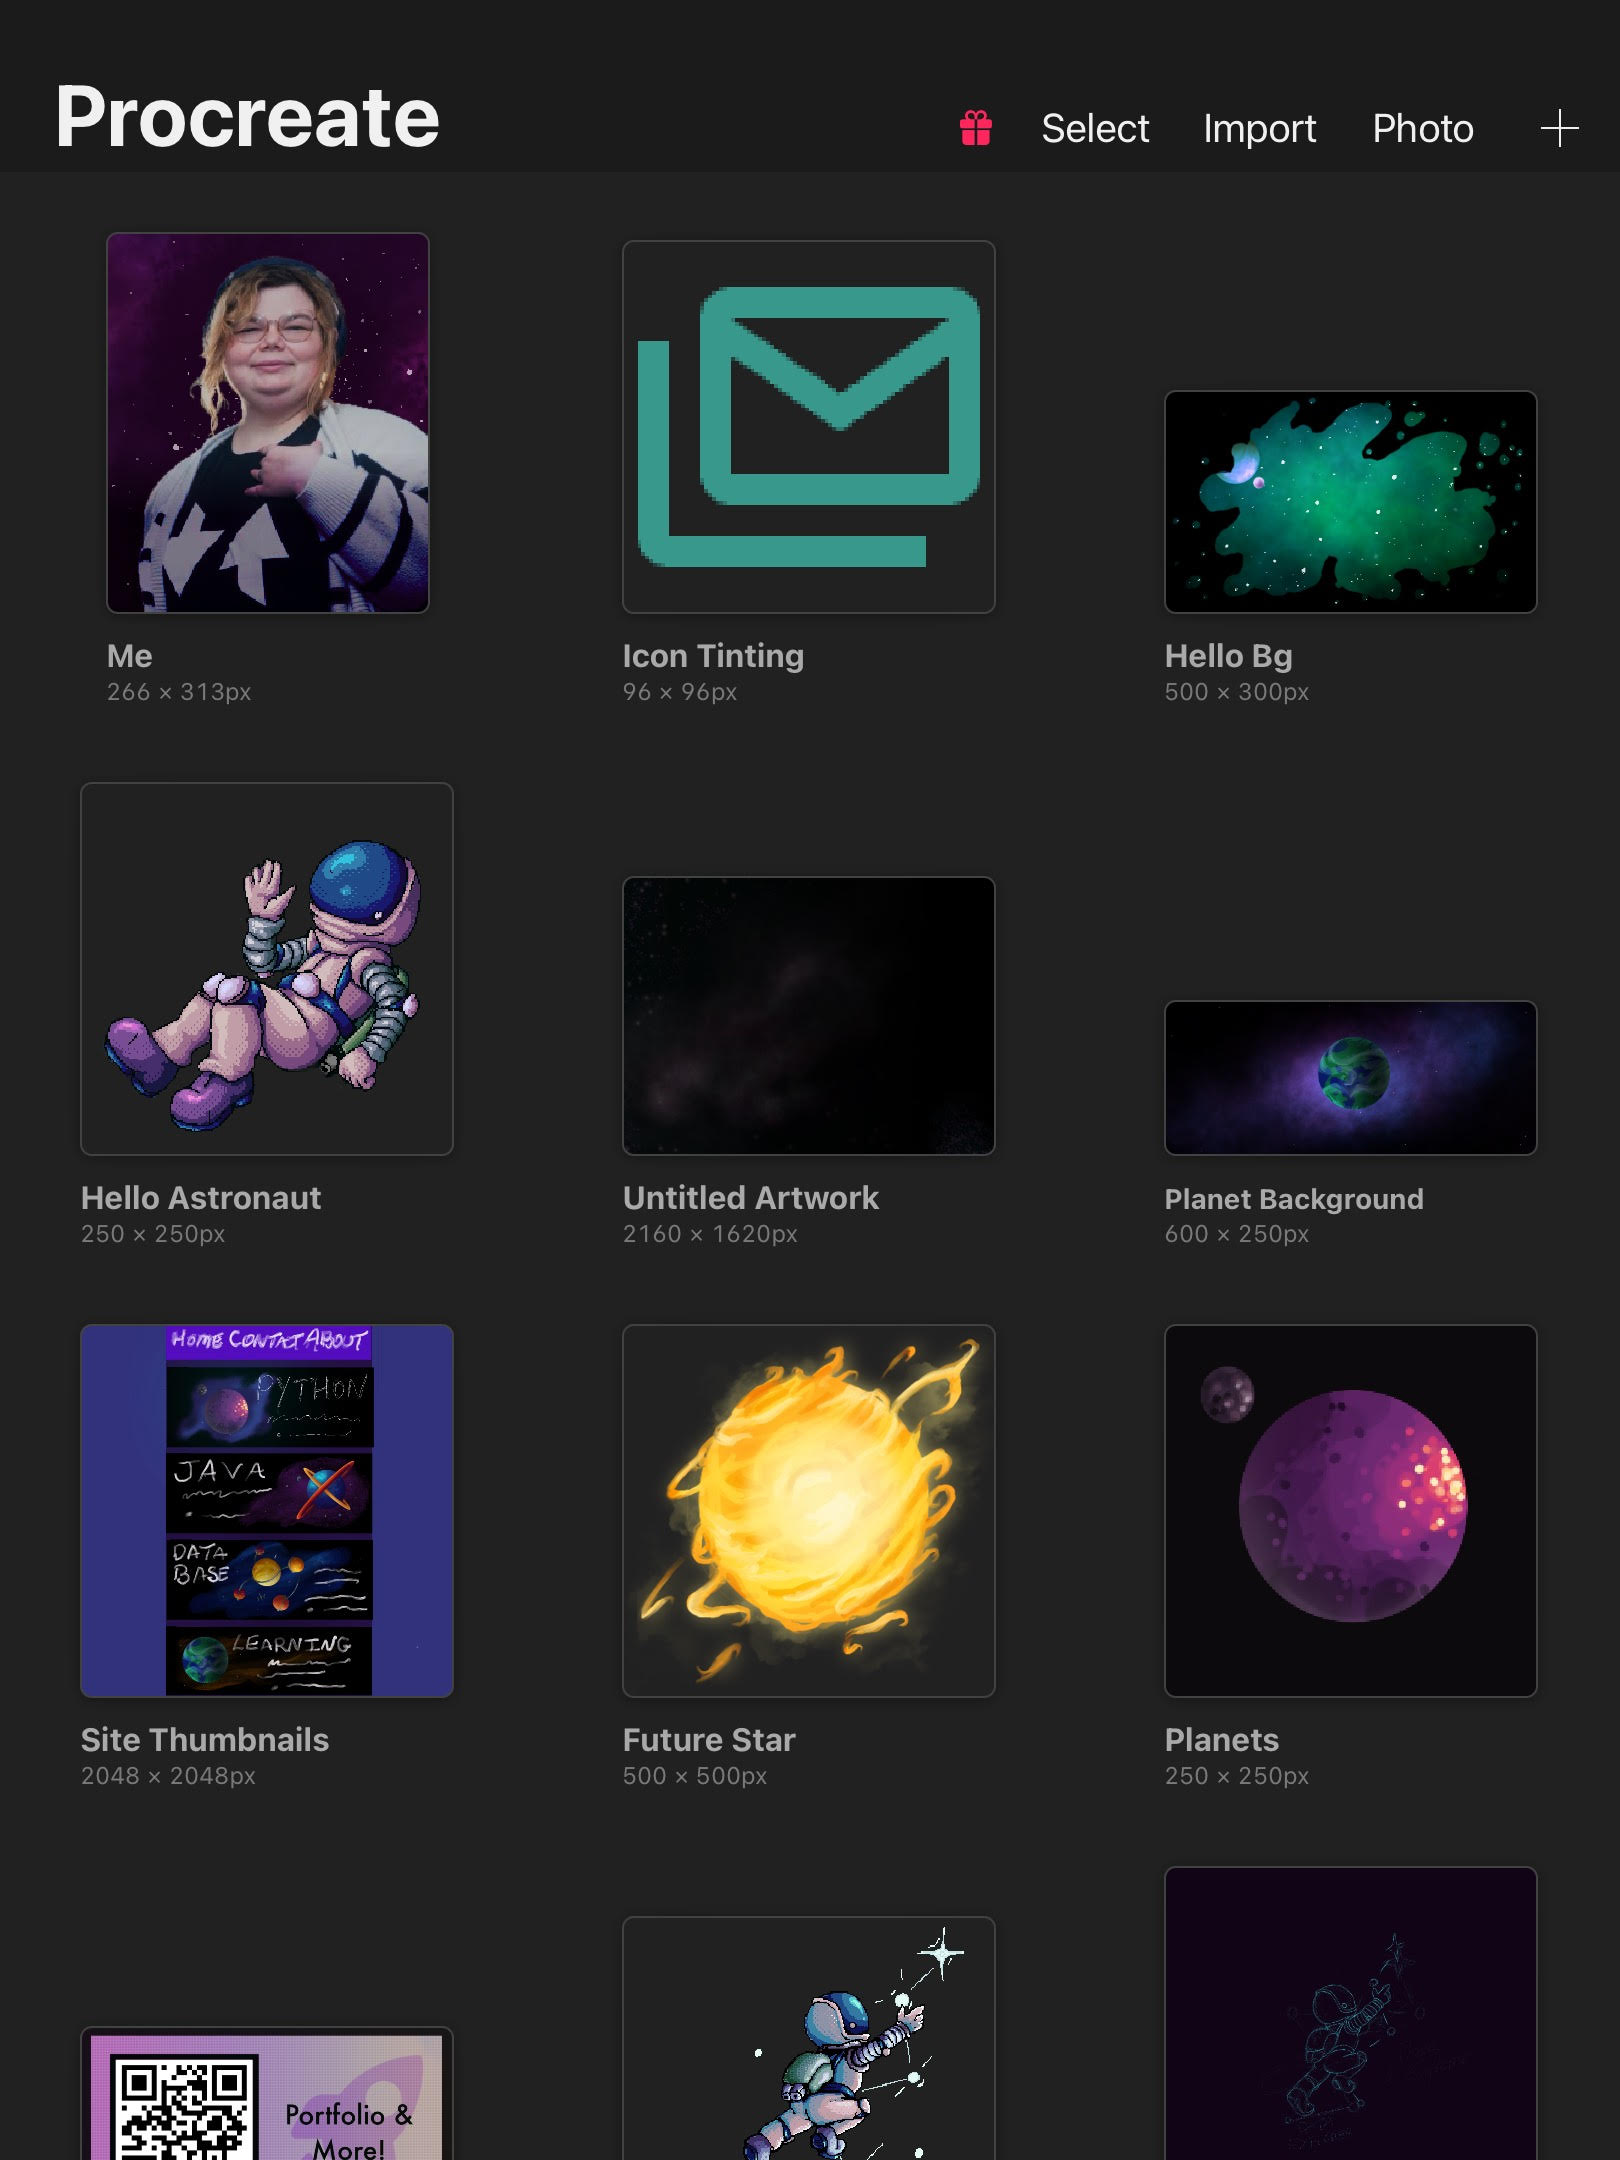 Procreate
Select Import Photo
Me
266 × 313px
Icon Tinting
96 × 96px
Hello Bg
500 × 300px
Hello Astronaut
250 × 250px
Untitled Artwork
2160 × 1620px
Planet Background
600 × 250px
HOME CONTAT ABOUT
PYTHON
JAVA
DATA
BASE
LEARNING
Site Thumbnails
2048 × 2048px
Future Star
500 × 500px
Planets
250 × 250px
Portfolio &
More!